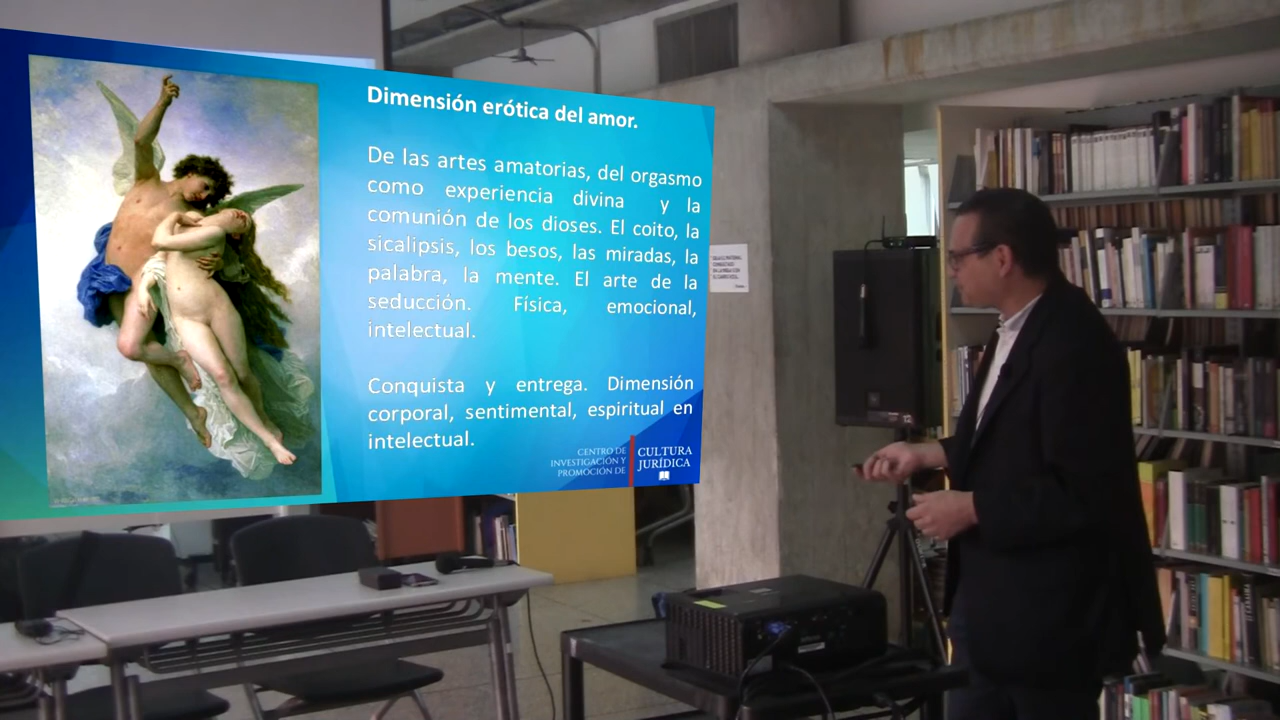 Dimensión erótica del amor.
De las artes amatorias, del orgasmo
como experiencia divina y la
comunión de los dioses. El coito, la
sicalipsis, los besos, las miradas, la
palabra, la mente. El arte de la
seducción. Física, emocional,
intelectual.
Conquista y entrega. Dimensión
corporal, sentimental, espiritual en
intelectual.
CENTRO DE
INVESTIGACIÓN Y
PROMOCIÓN DE
CULTURA
JURÍDICA